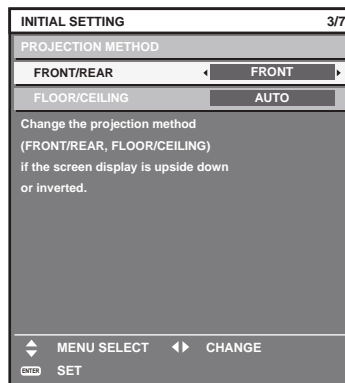 INITIAL SETTING 3/7
PROJECTION METHOD
FRONT/REAR FRONT
FLOOR/CEILING AUTO
Change the projection method
(FRONT/REAR, FLOOR/CEILING)
if the screen display is upside down
or inverted.
MENU SELECT CHANGE
ENTER SET